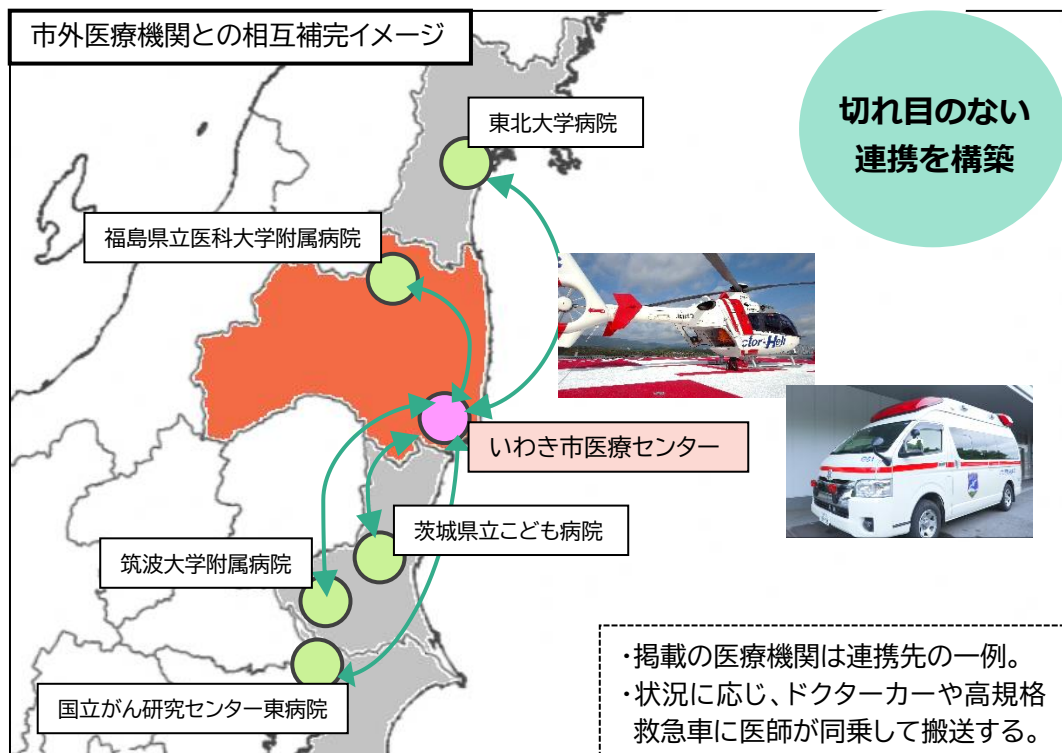 市外医療機関との相互補完イメージ
切れ目のない
連携を構築
東北大学病院
福島県立医科大学附属病院
ctor-Heli
いわき市医療センター
茨城県立こども病院
筑波大学附属病院
国立がん研究センター東病院
・掲載の医療機関は連携先の一例。
・状況に応じ、ドクターカーや高規格
救急車に医師が同乗して搬送する。